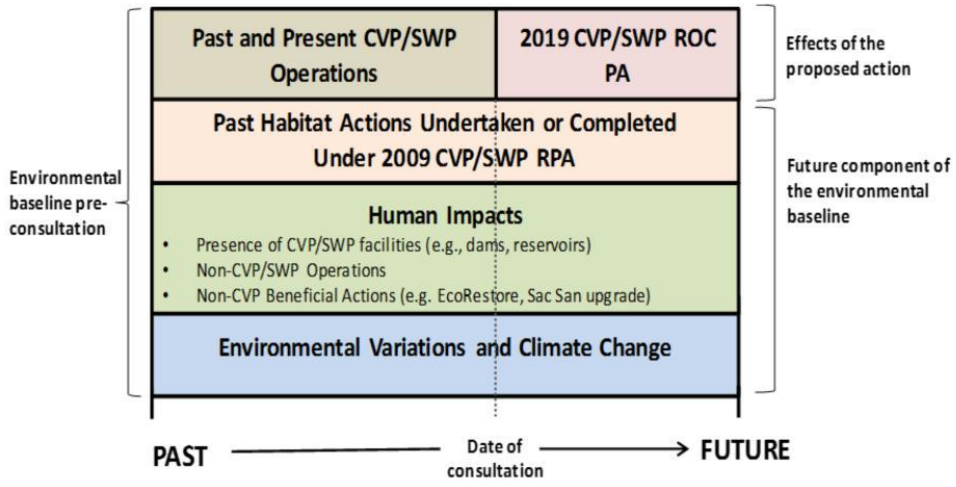 Past and Present CVP/SWP
Operations
2019 CVP/SWP ROC
PA
Effects of the
proposed action
Past Habitat Actions Undertaken or Completed
Under 2009 CVP/SWP RPA
Environmental
baseline pre-
consultation
Future component of
the environmental
baseline
Human Impacts
• Presence of CVP/SWP facilities (e.g., dams, reservoirs)
• Non-CVP/SWP Operations
• Non-CVP Beneficial Actions (e.g. EcoRestore, Sac San upgrade)
Environmental Variations and Climate Change
PAST
Date of
consultation
FUTURE